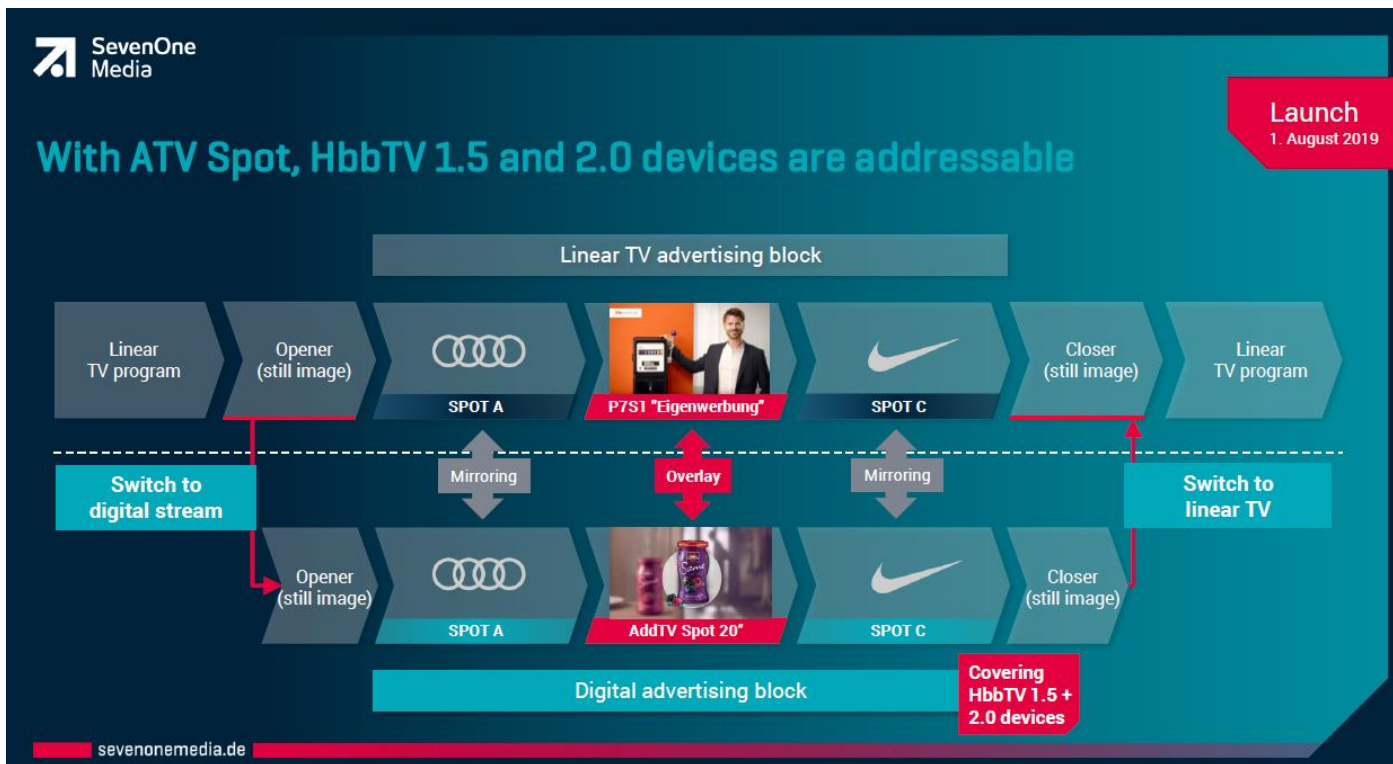 SevenOne
Media
Launch
1. August 2019
With ATV Spot, HbbTV 1.5 and 2.0 devices are addressable
Linear TV advertising block
Linear
TV program
Opener
(still image)
SPOT A
P7S1 "Eigenwerbung"
SPOT C
Closer
(still image)
Linear
TV program
Switch to
digital stream
Mirroring
Overlay
Mirroring
Switch to
linear TV
Opener
(still image)
SPOT A
Same
AddTV Spot 20"
SPOT C
Closer
(still image)
Digital advertising block
Covering
HbbTV 1.5 +
2.0 devices
sevenonemedia.de